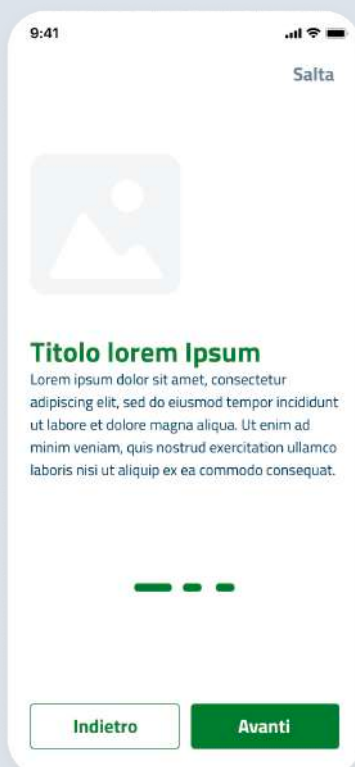 9:41
Salta
Titolo lorem Ipsum
Lorem ipsum dolor sit amet, consectetur
adipiscing elit, sed do eiusmod tempor incididunt
ut labore et dolore magna aliqua. Ut enim ad
minim veniam, quis nostrud exercitation ullamco
laboris nisi ut aliquip ex ea commodo consequat.
Indietro
Avanti